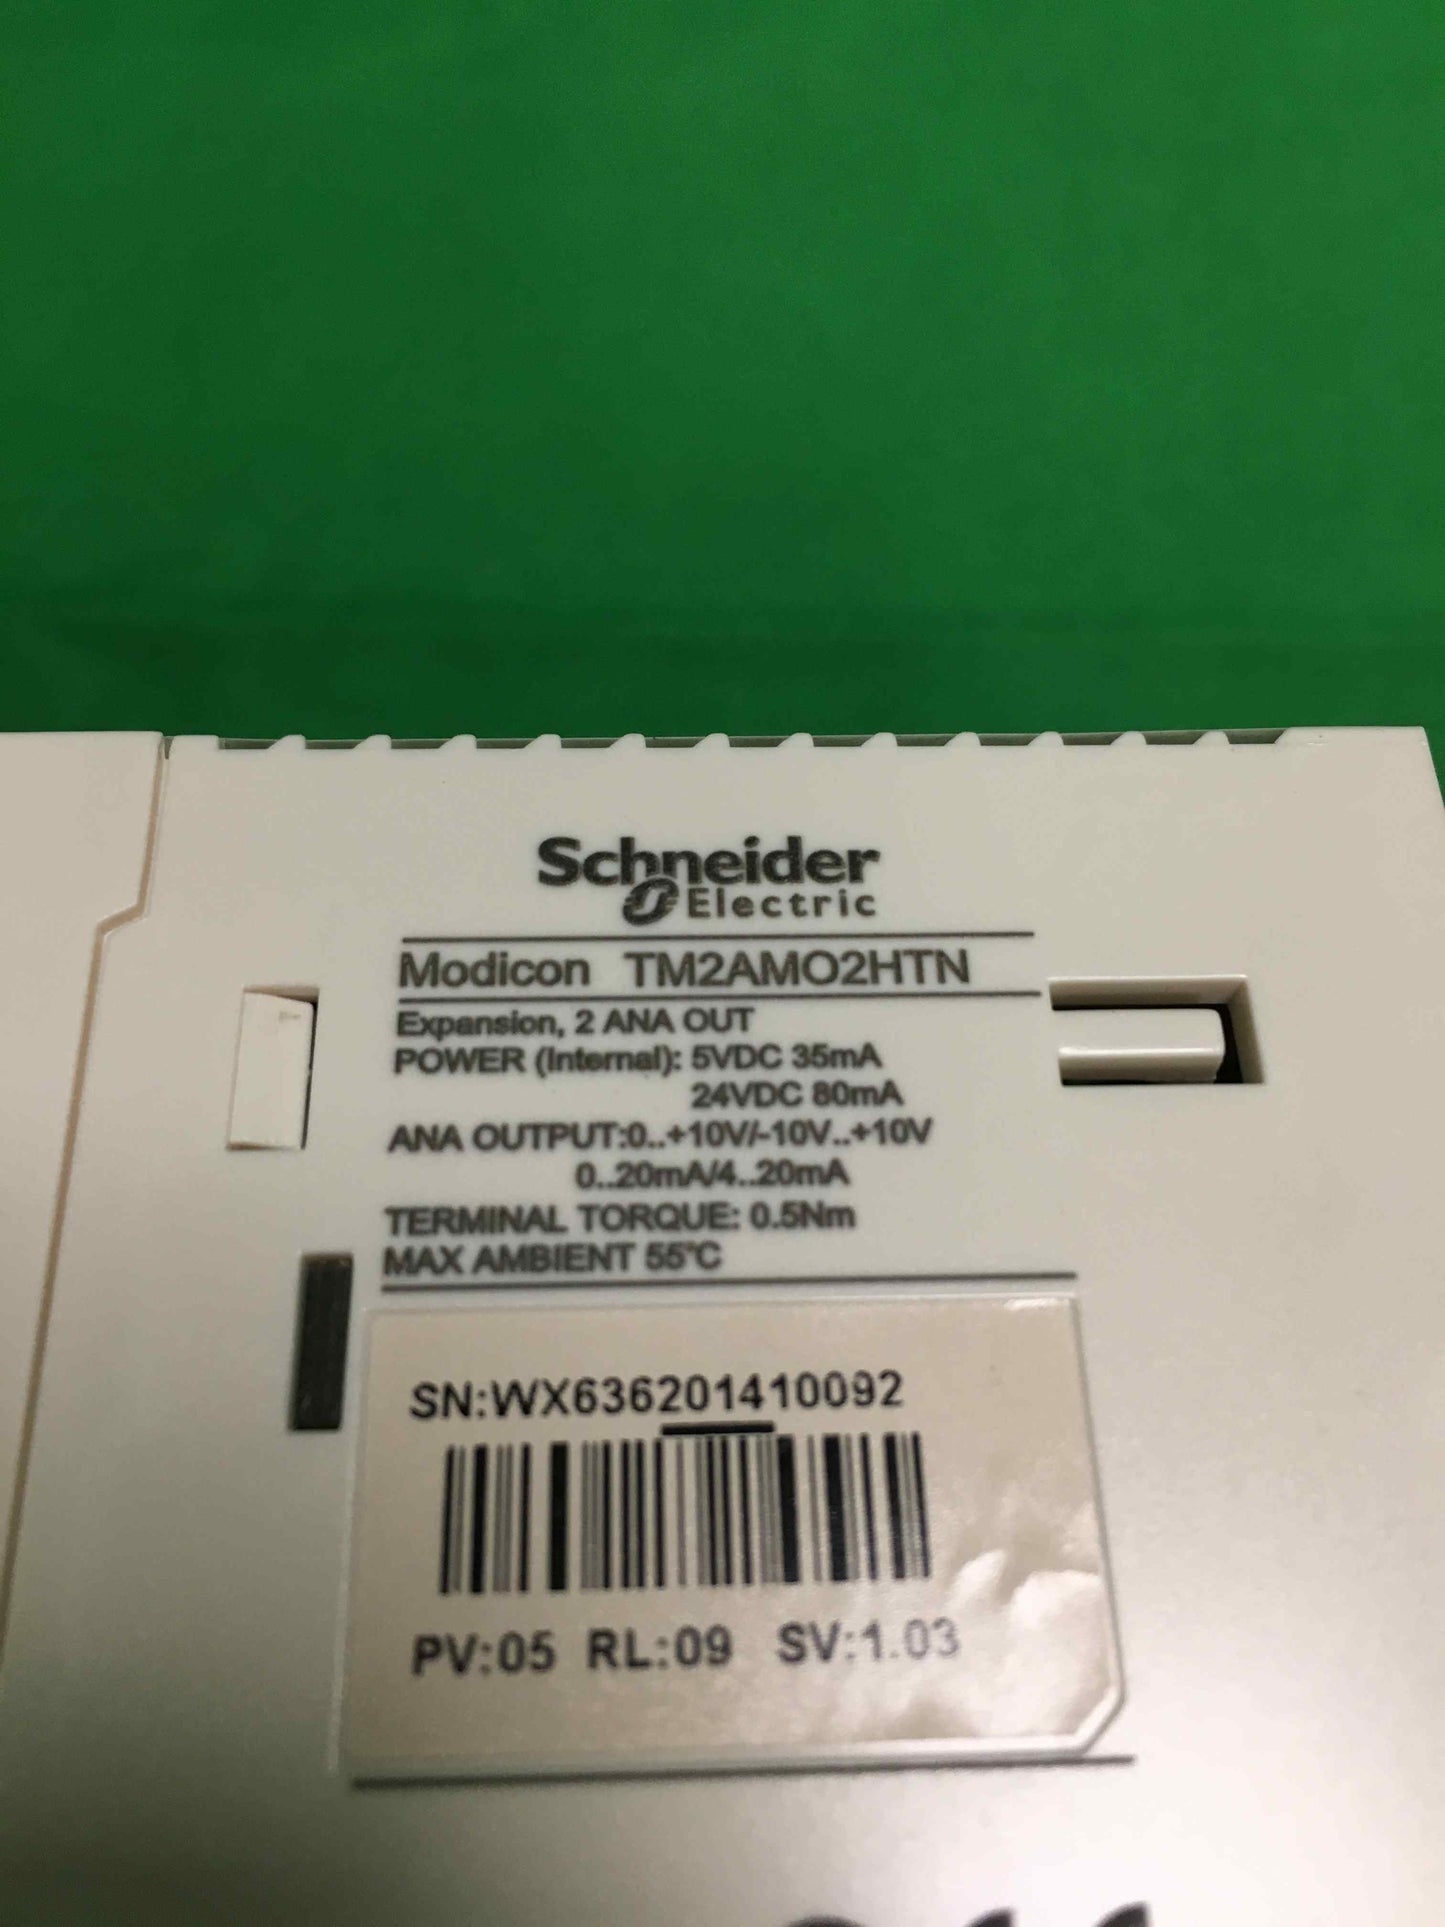 Schneider
Electric
Modicon TM2AMO2HTN
Expansion, 2 ANA OUT
POWER (Internal): 5VDC 35mA
24VDC 80mA
ANA OUTPUT:0..+10V/-10V..+10V
0..20mA/4..20mA
TERMINAL TORQUE: 0.5Nm
MAX AMBIENT 55°C
SN:WX636201410092
PV:05 RL:09 SV:1.03